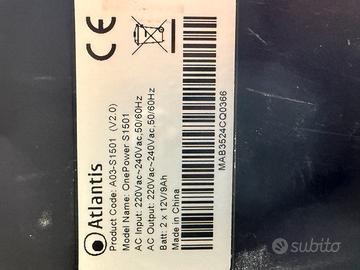 Atlantis
Product Code: A03-S1501 (V2.0)
Model Name: OnePower S1501
AC Input: 220Vac~240Vac,50/60Hz
AC Output: 220Vac~240Vac,50/60Hz
Batt: 2 x 12V/9Ah
Made in China
MAB3524CQ0366
CE
subito